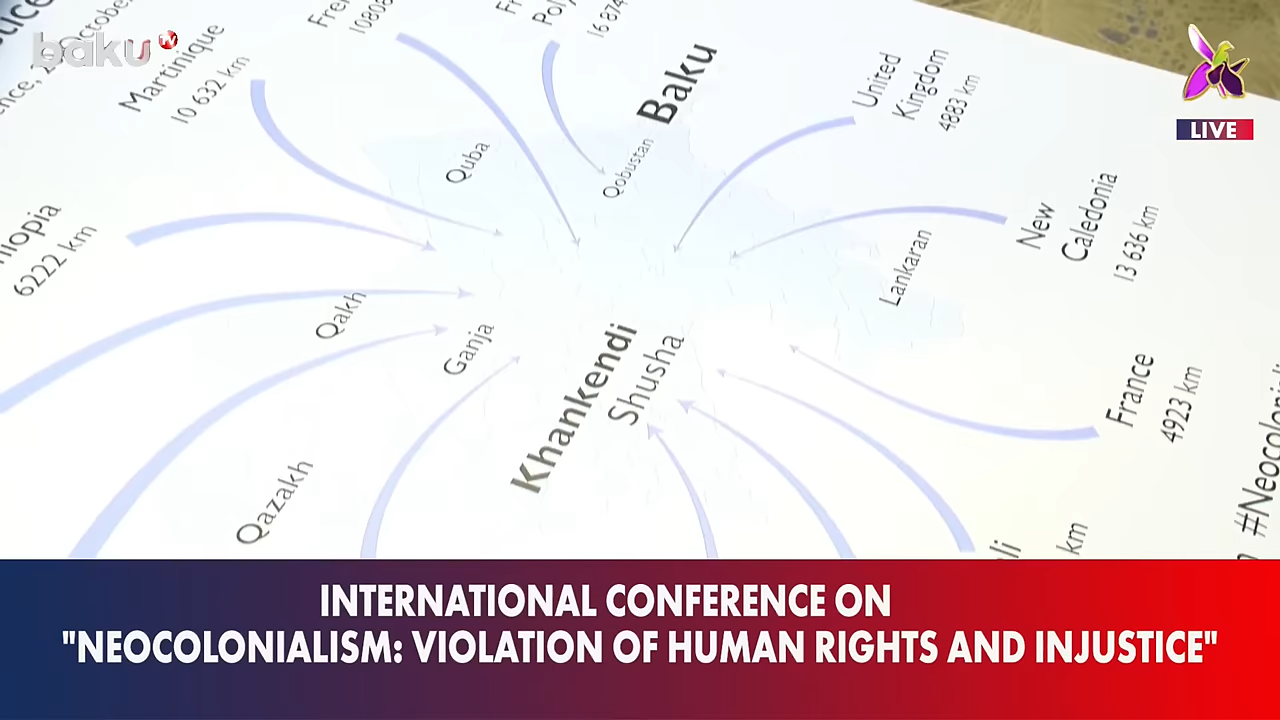 baku
TV
LIVE
Martinique
10 632 km
Baku
Qobustan
Quba
United
Kingdom
4883 km
New
Caledonia
13 636 km
Lankaran
6222 km
Qakh
Ganja
Khankendi
Shusha
Qazakh
France
4923 km
km
INTERNATIONAL CONFERENCE ON
"NEOCOLONIALISM: VIOLATION OF HUMAN RIGHTS AND INJUSTICE"